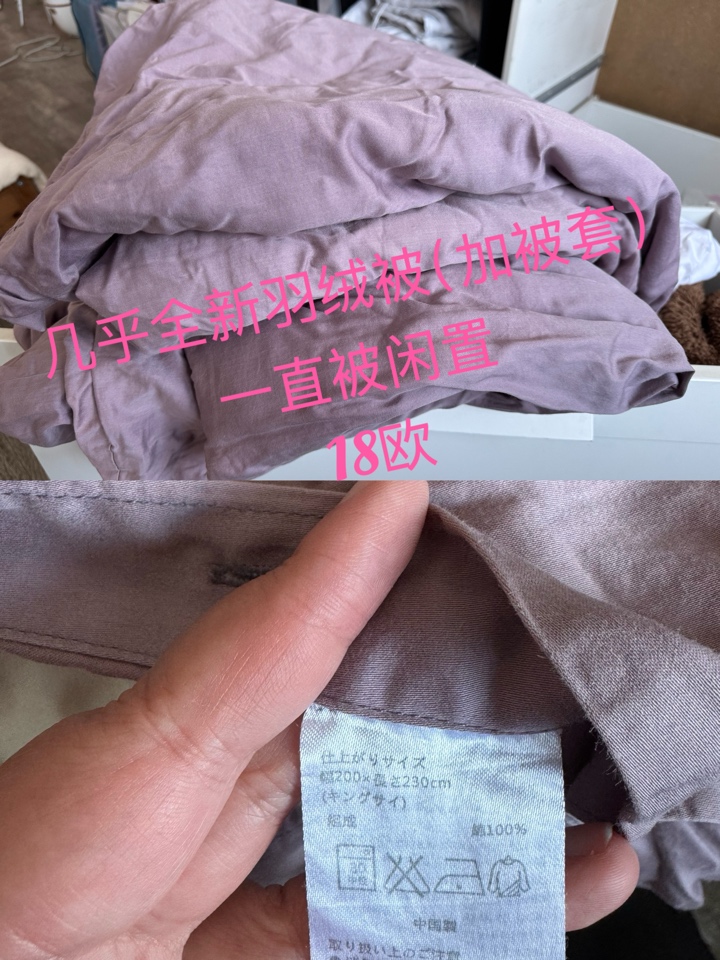 几乎全新羽绒被(加被套)
一直被闲置
18欧
仕上がりサイズ
幅200×長さ230cm
(キングサイ)
組成 綿100%
中国製
取り扱い上のご注意